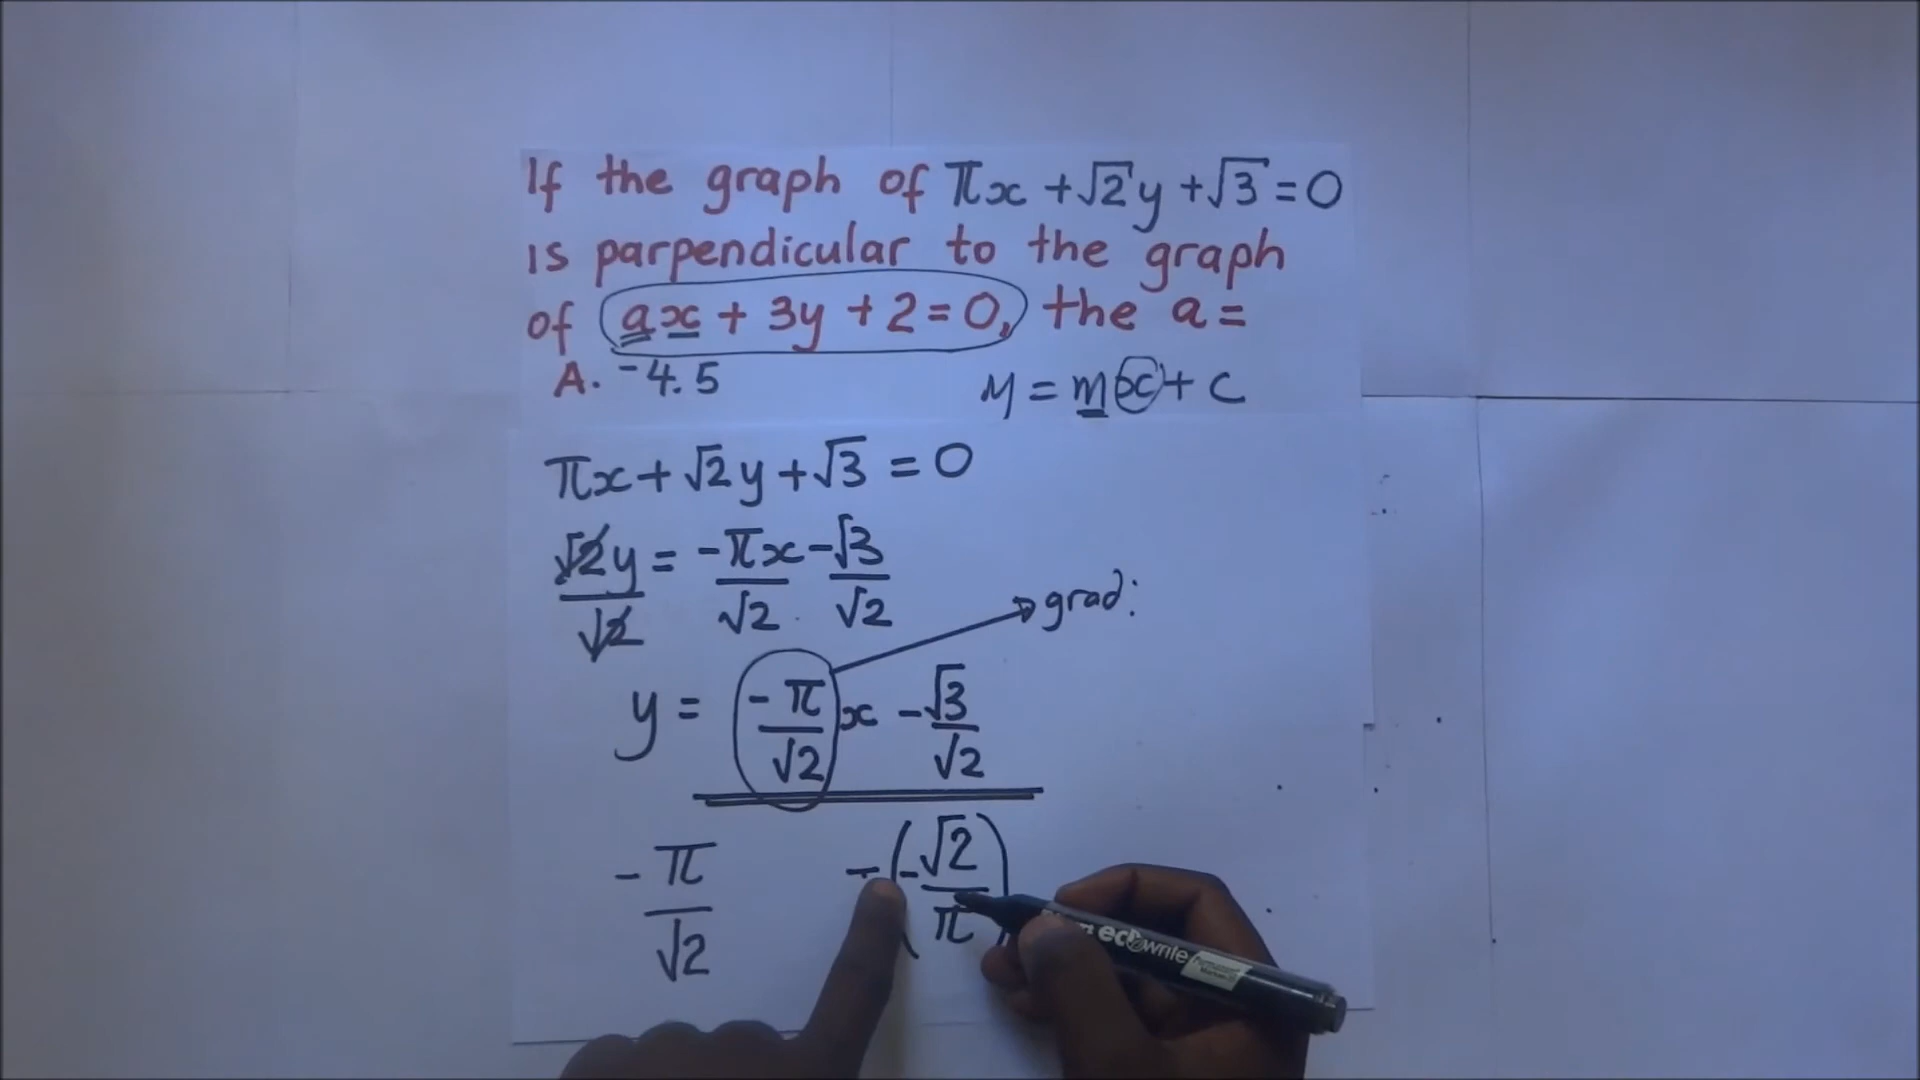 If the graph of πx + √2y + √3 = 0
is parpendicular to the graph
of ax + 3y + 2 = 0, the a =
A. -4.5
y = mx + c
πx + √2y + √3 = 0
√2y/√2 = -πx/√2 - √3/√2
grad:
y = -π/√2 x - √3/√2
-π/√2 -(-√2/π)
ecowrite
Permanent